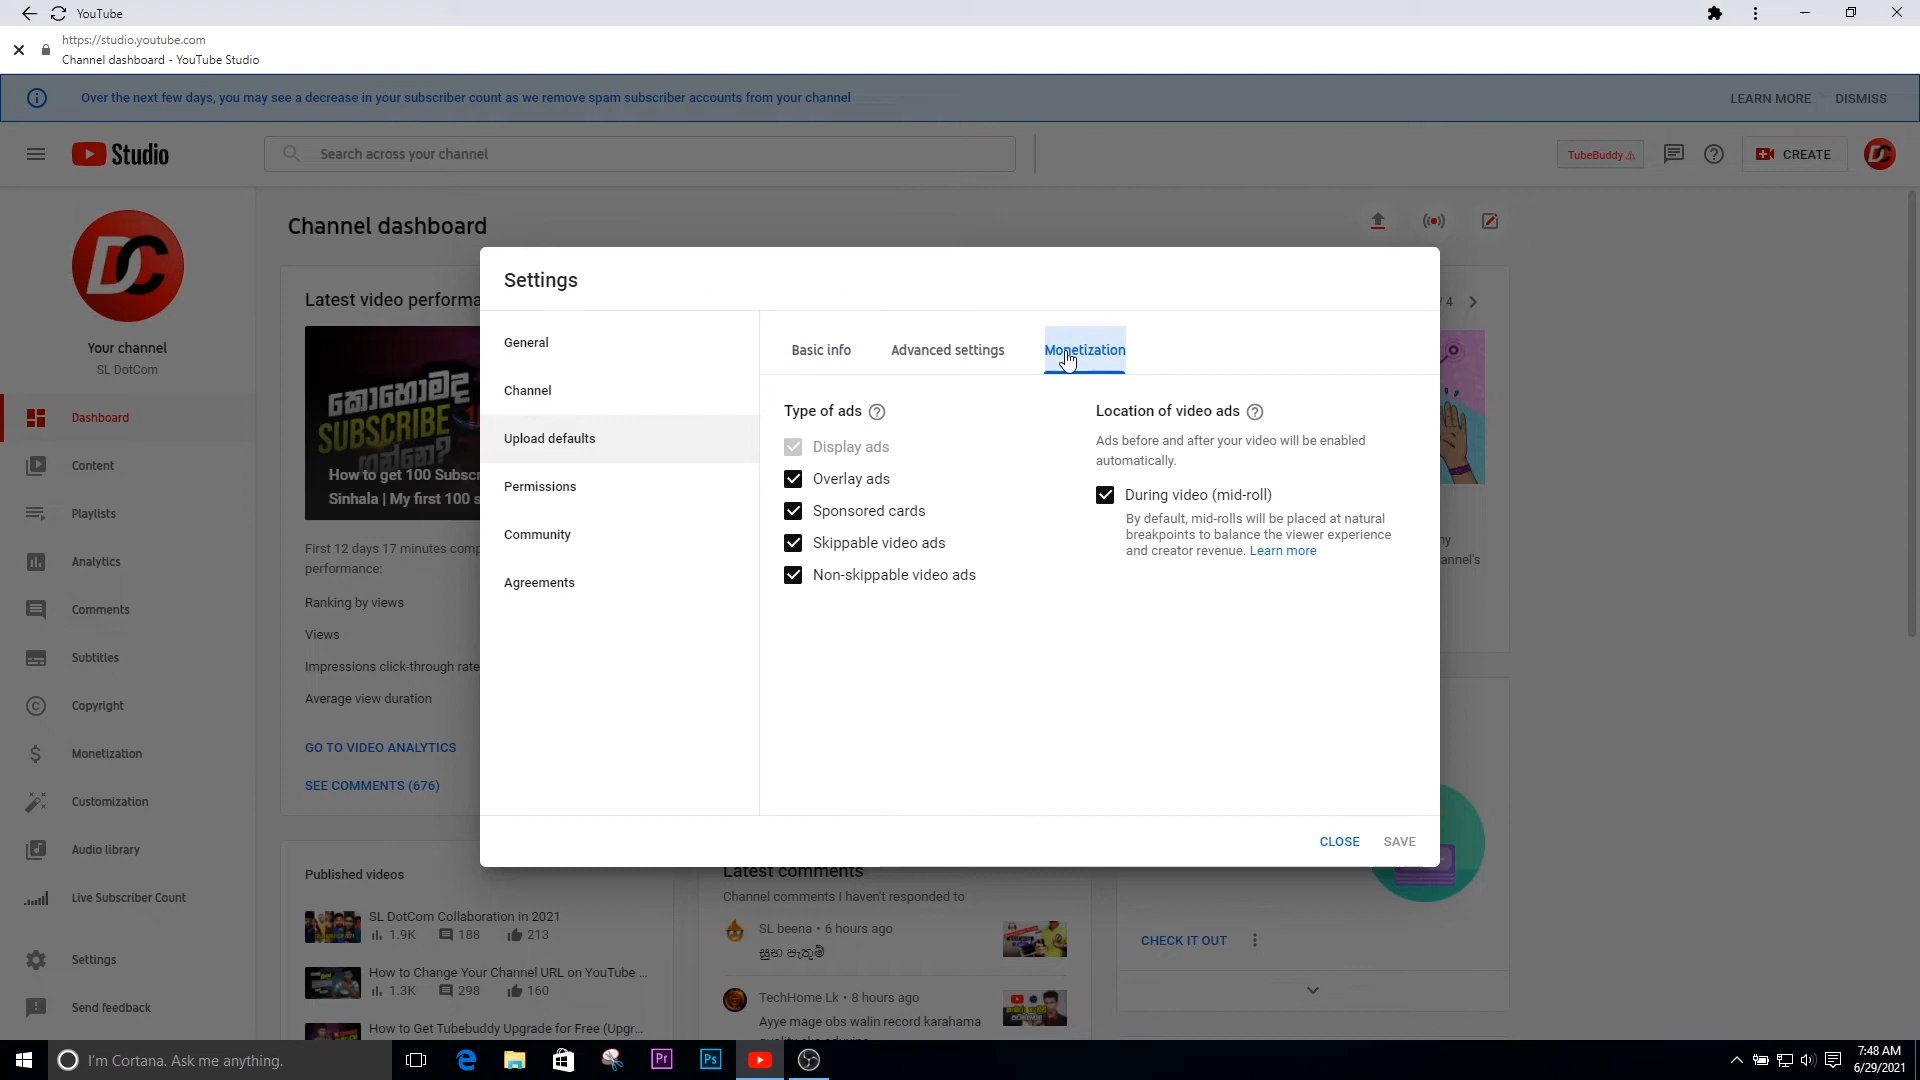 YouTube
https://studio.youtube.com
Channel dashboard - YouTube Studio
Over the next few days, you may see a decrease in your subscriber count as we remove spam subscriber accounts from your channel
LEARN MORE
DISMISS
Studio
Search across your channel
TubeBuddy
CREATE
DC
DC
Your channel
SL DotCom
Dashboard
Content
Playlists
Analytics
Comments
Subtitles
Copyright
Monetization
Customization
Audio library
Live Subscriber Count
Settings
Send feedback
Channel dashboard
Latest video performa
කොහොමද
SUBSCRIBE
ගන්නෙ?
How to get 100 Subscr
Sinhala | My first 100 s
First 12 days 17 minutes comp
performance:
Ranking by views
Views
Impressions click-through rate
Average view duration
GO TO VIDEO ANALYTICS
SEE COMMENTS (676)
Published videos
SL DotCom Collaboration in 2021
1.9K 188 213
How to Change Your Channel URL on YouTube ...
1.3K 298 160
How to Get Tubebuddy Upgrade for Free (Upgr...
Settings
General
Channel
Upload defaults
Permissions
Community
Agreements
Basic info
Advanced settings
Monetization
Type of ads
Display ads
Overlay ads
Sponsored cards
Skippable video ads
Non-skippable video ads
Location of video ads
Ads before and after your video will be enabled
automatically.
During video (mid-roll)
By default, mid-rolls will be placed at natural
breakpoints to balance the viewer experience
and creator revenue. Learn more
CLOSE
SAVE
Latest comments
Channel comments I haven't responded to
SL beena • 6 hours ago
සුභ පැතුම්
TechHome Lk • 8 hours ago
Ayye mage obs walin record karahama
/ 4
ny
annel's
CHECK IT OUT
I'm Cortana. Ask me anything.
Pr
Ps
7:48 AM
6/29/2021